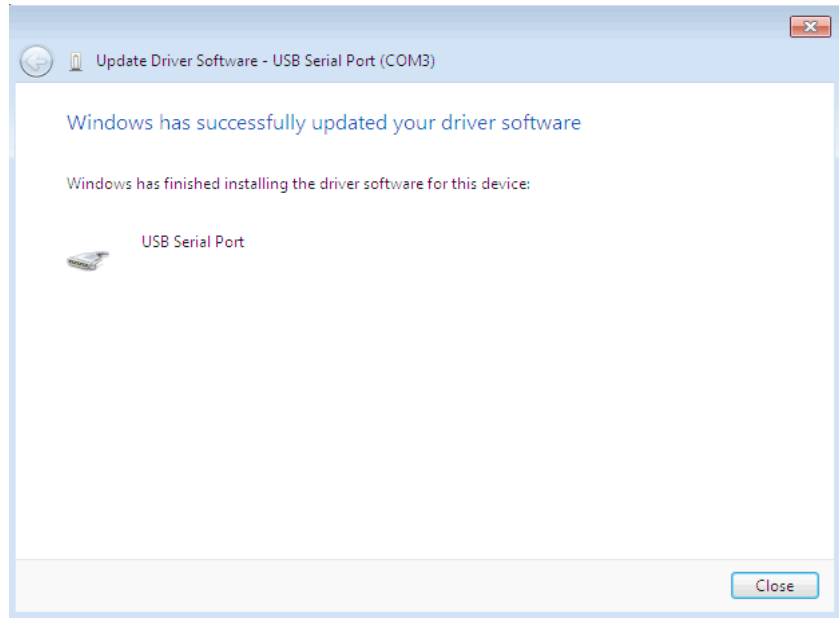 Update Driver Software - USB Serial Port (COM3)
Windows has successfully updated your driver software
Windows has finished installing the driver software for this device:
USB Serial Port
Close